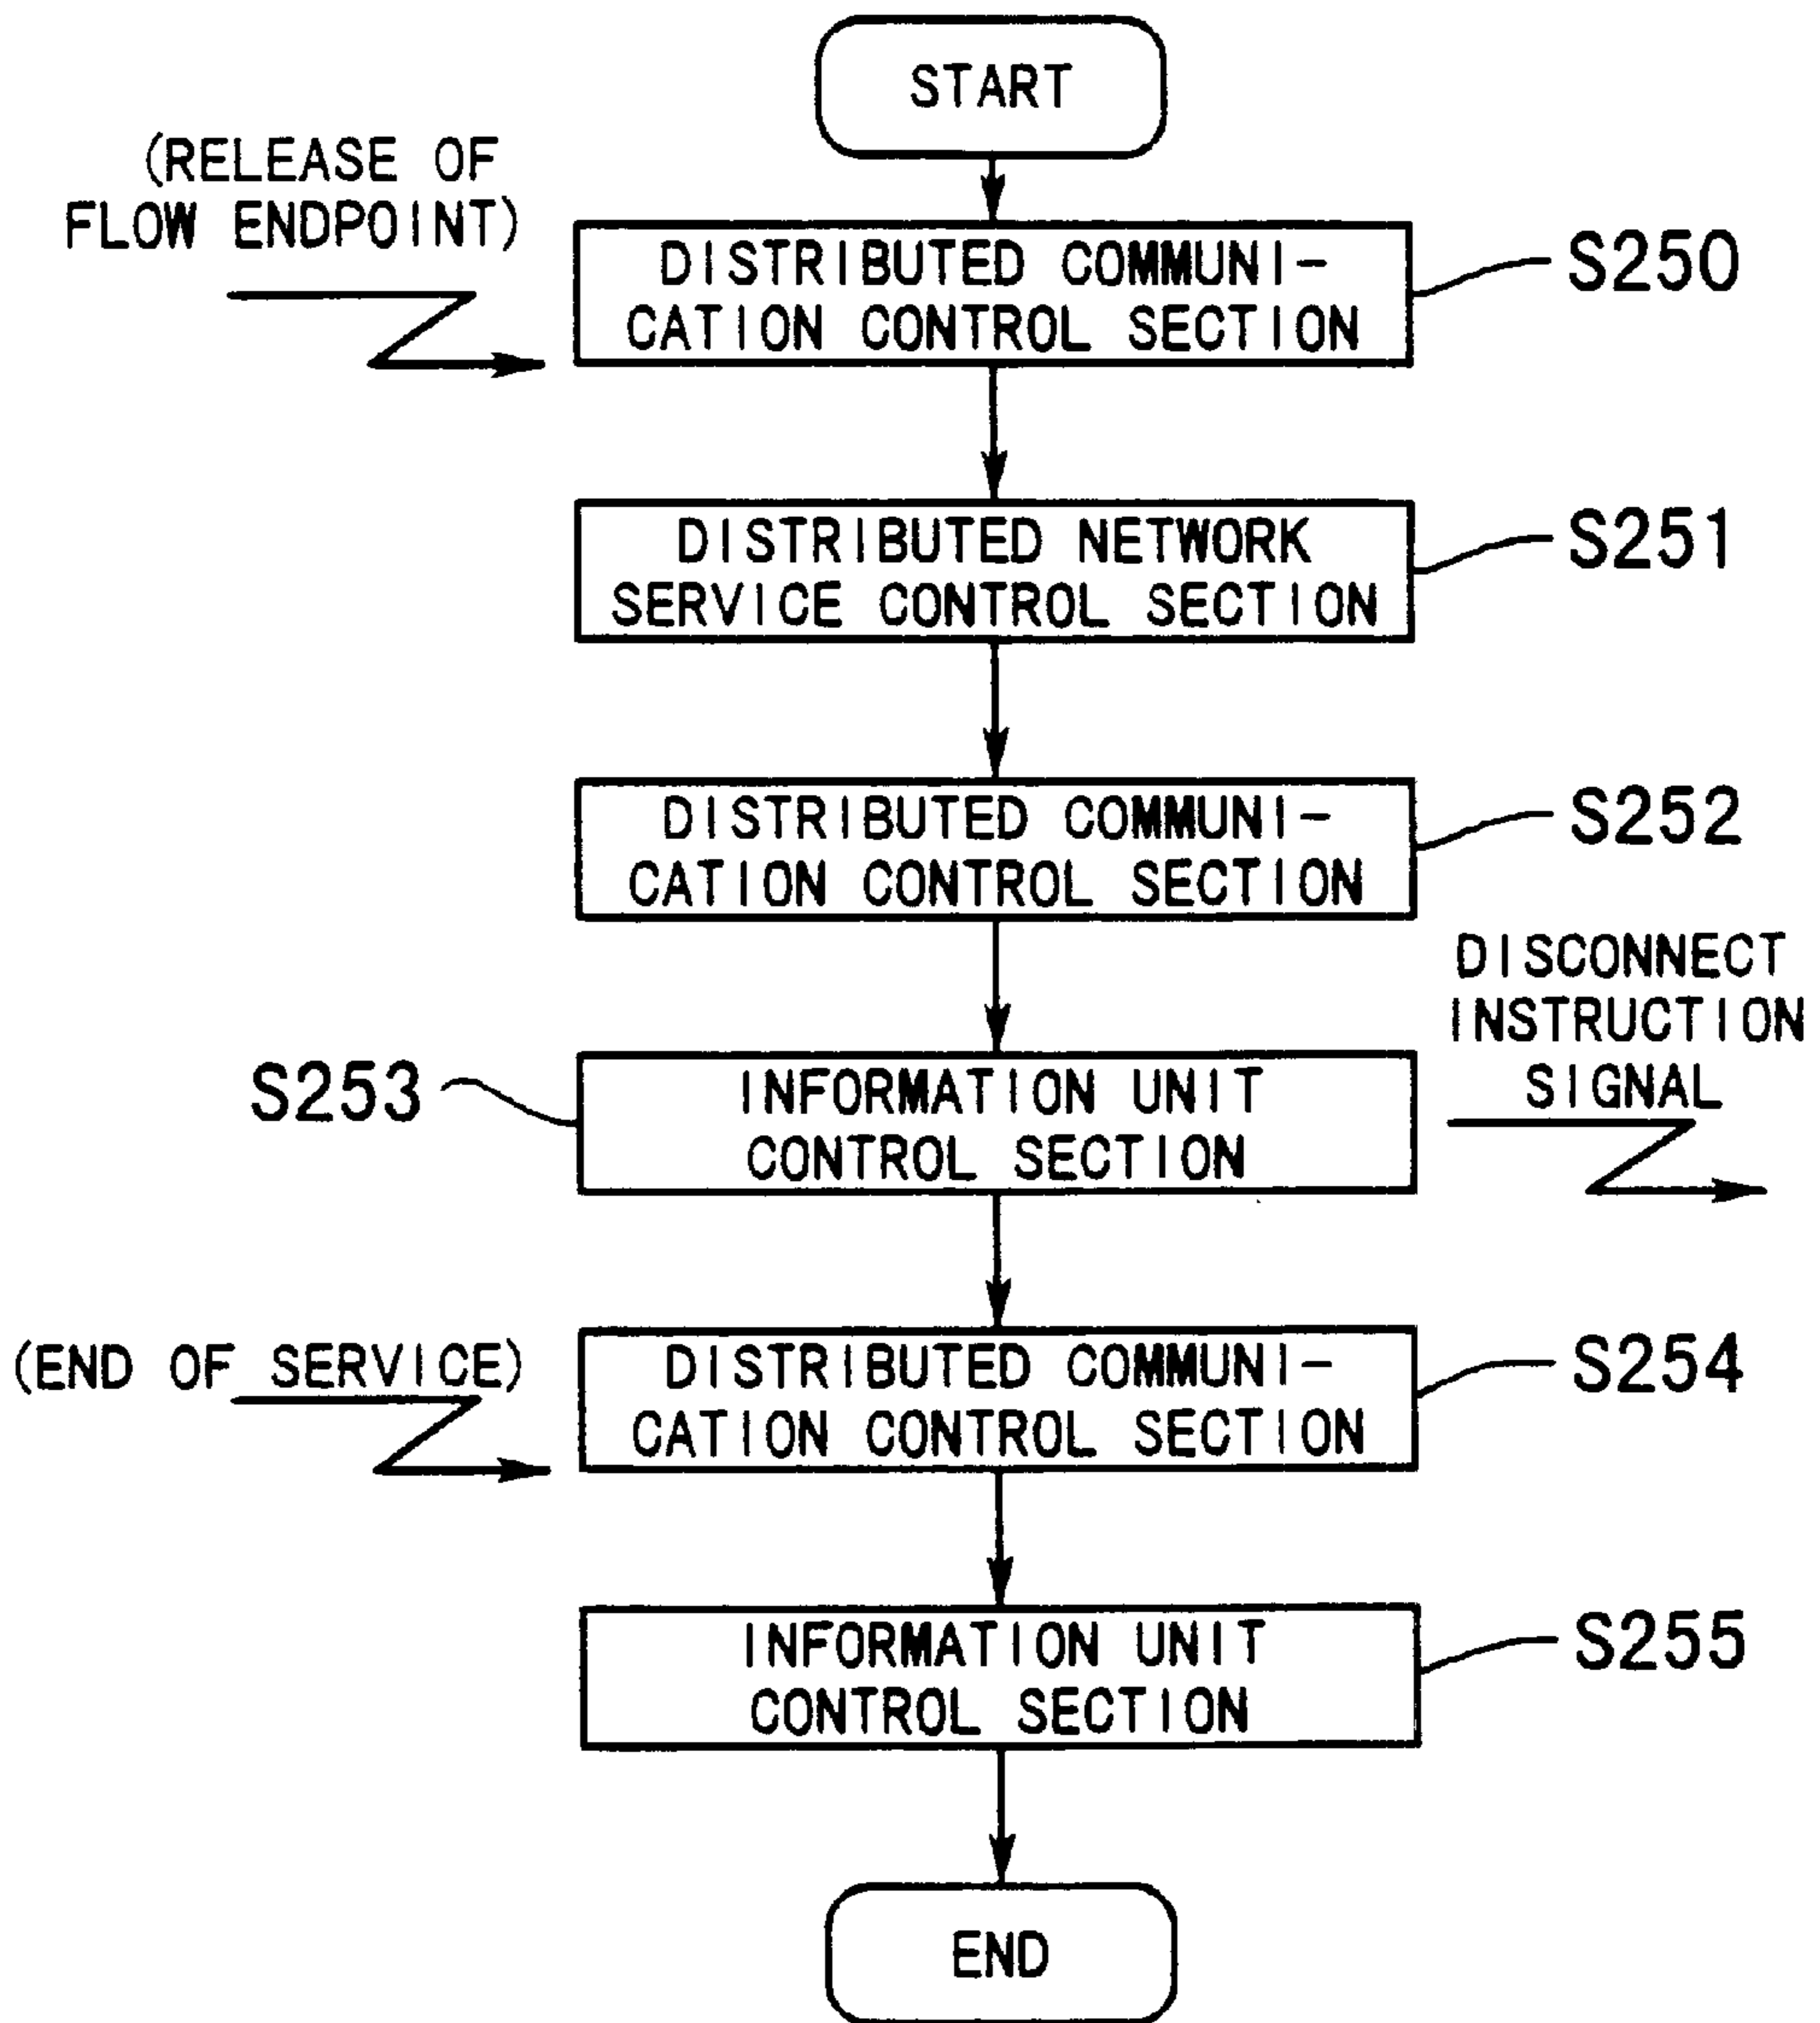 START
(RELEASE OF
FLOW ENDPOINT)
DISTRIBUTED COMMUNI-
CATION CONTROL SECTION
S250
DISTRIBUTED NETWORK
SERVICE CONTROL SECTION
S251
DISTRIBUTED COMMUNI-
CATION CONTROL SECTION
S252
DISCONNECT
INSTRUCTION
SIGNAL
S253
INFORMATION UNIT
CONTROL SECTION
(END OF SERVICE)
DISTRIBUTED COMMUNI-
CATION CONTROL SECTION
S254
INFORMATION UNIT
CONTROL SECTION
S255
END